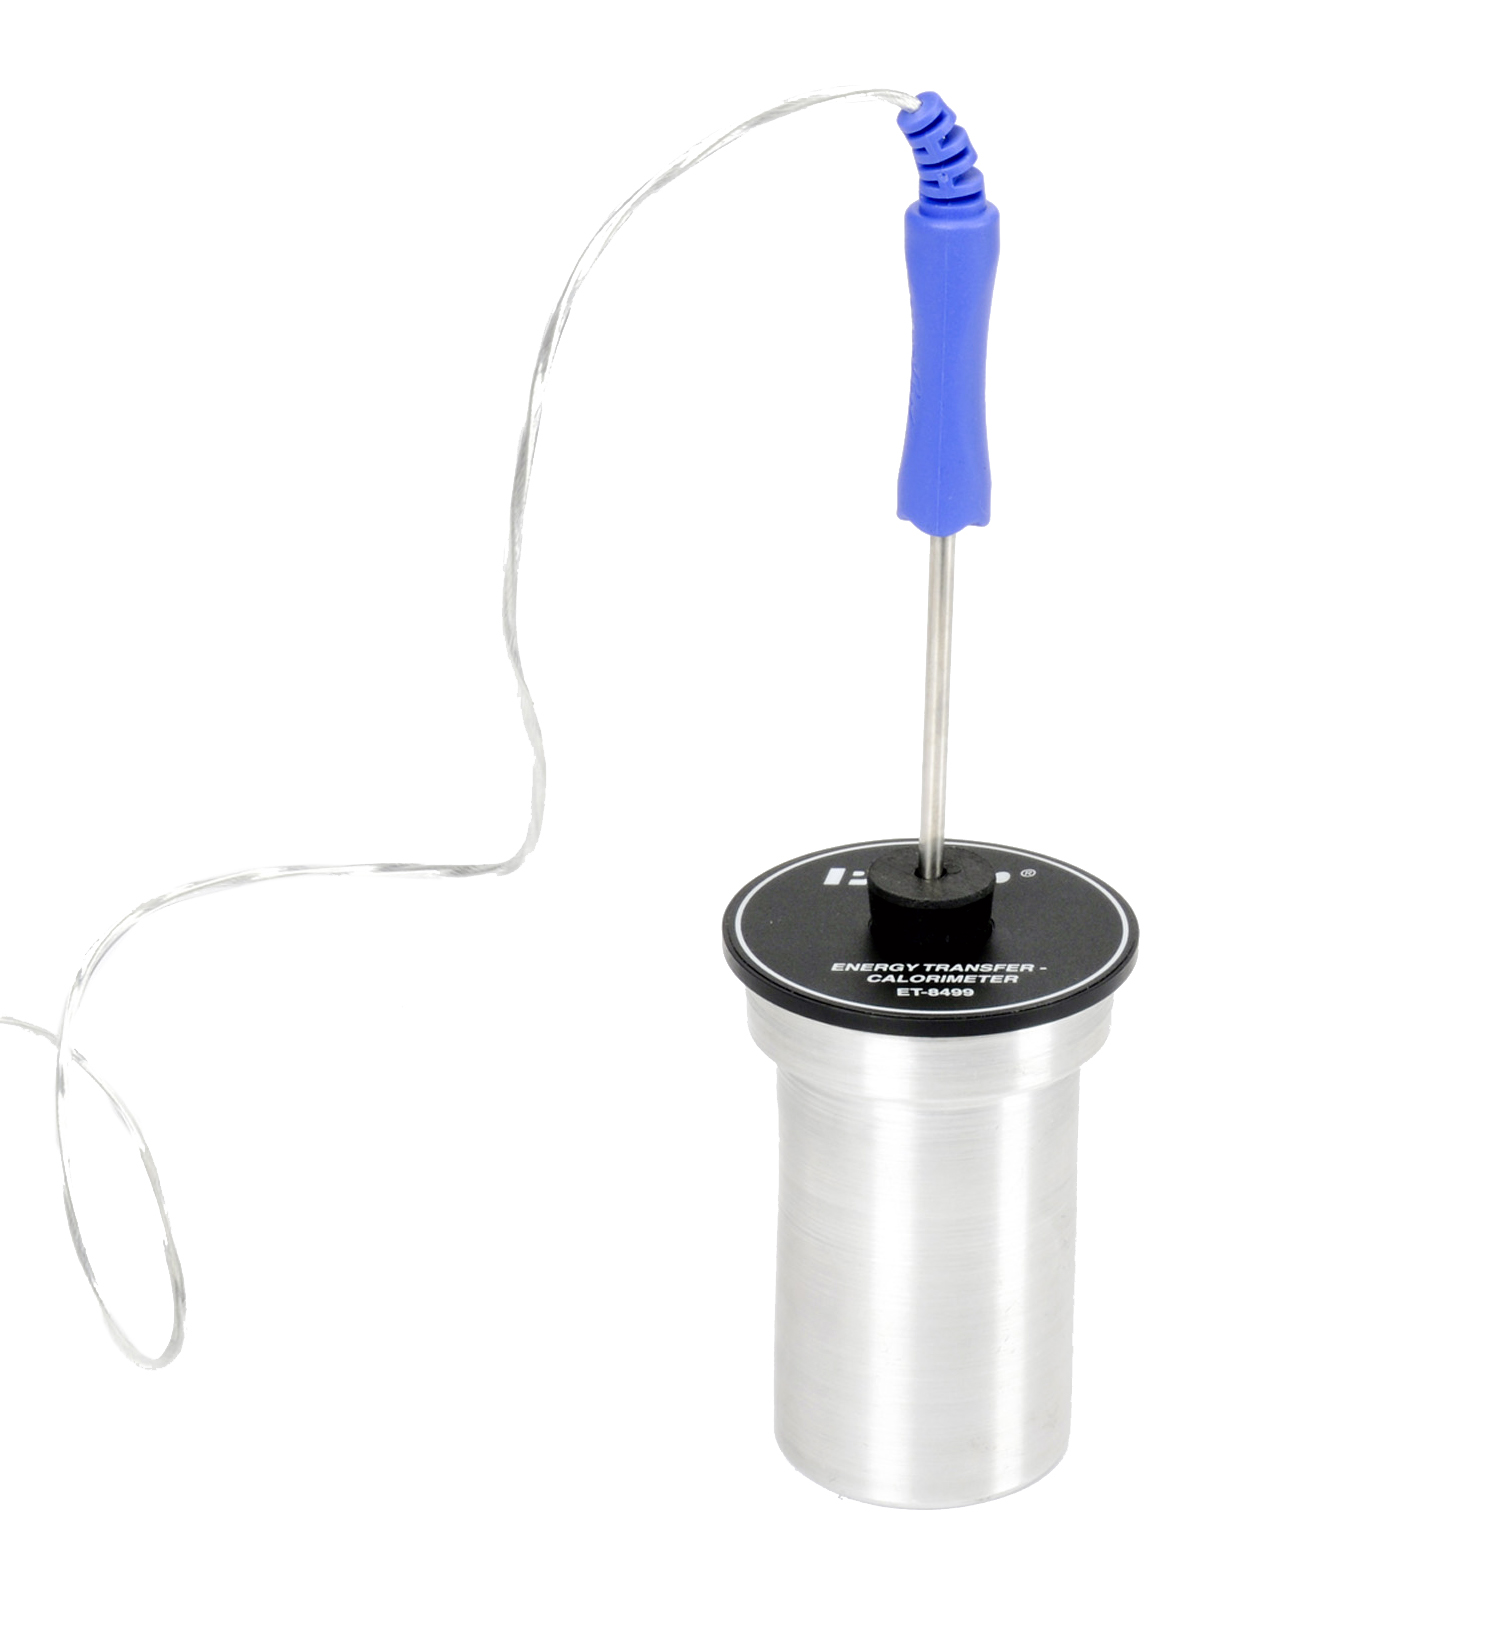 ®
ENERGY TRANSFER -
CALORIMETER
ET-8499